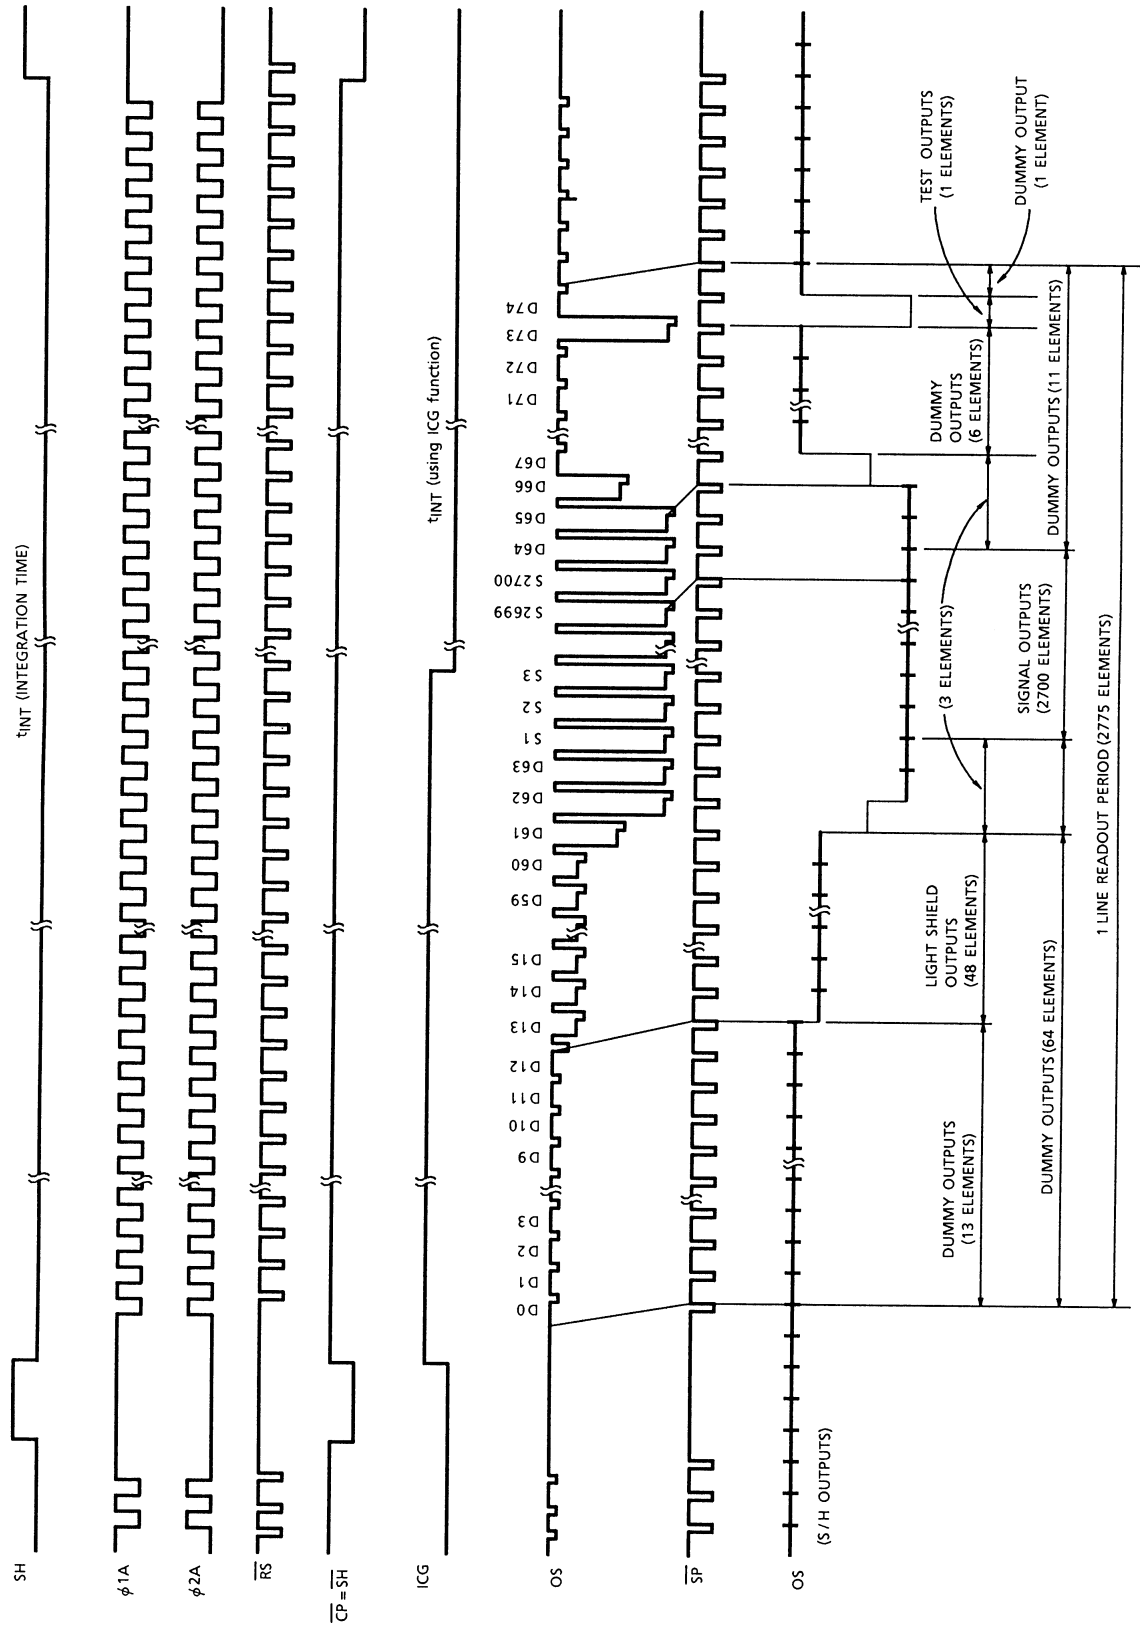 SH
tINT (INTEGRATION TIME)
φ1A
φ2A
RS
CP = SH
ICG
tINT (using ICG function)
OS
D0
D1
D2
D3
D9
D10
D11
D12
D13
D14
D15
D59
D60
D61
D62
D63
S1
S2
S3
S2699
S2700
D64
D65
D66
D67
D71
D72
D73
D74
SP
OS
(S/H OUTPUTS)
DUMMY OUTPUTS
(13 ELEMENTS)
LIGHT SHIELD
OUTPUTS
(48 ELEMENTS)
(3 ELEMENTS)
DUMMY
OUTPUTS
(6 ELEMENTS)
TEST OUTPUTS
(1 ELEMENTS)
DUMMY OUTPUT
(1 ELEMENT)
DUMMY OUTPUTS (64 ELEMENTS)
SIGNAL OUTPUTS
(2700 ELEMENTS)
DUMMY OUTPUTS (11 ELEMENTS)
1 LINE READOUT PERIOD (2775 ELEMENTS)